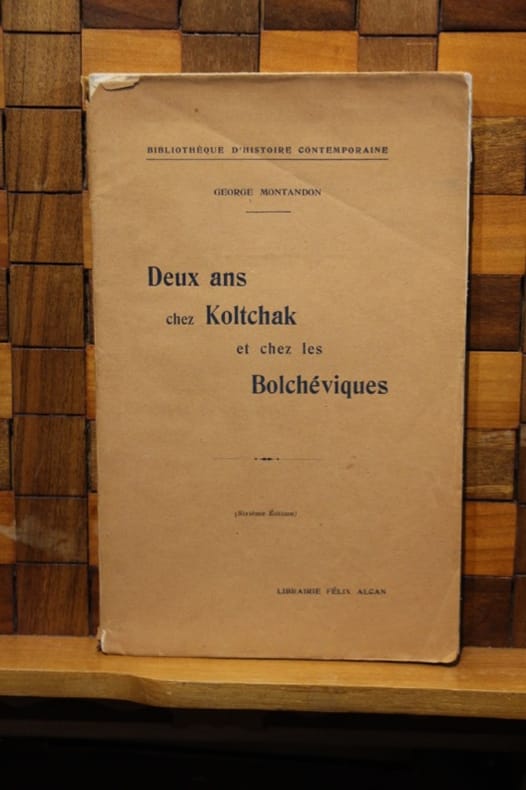 BIBLIOTHÈQUE D'HISTOIRE CONTEMPORAINE
GEORGE MONTANDON
Deux ans
chez Koltchak
et chez les
Bolchéviques
(Sixième Édition)
LIBRAIRIE FÉLIX ALCAN